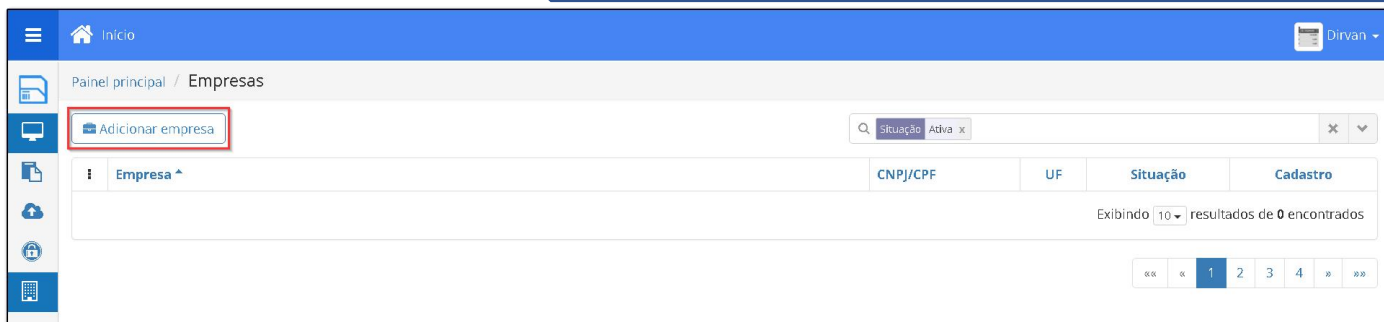 Início
Dirvan
Painel principal / Empresas
Adicionar empresa
Situação Ativa x
Empresa CNPJ/CPF UF Situação Cadastro
Exibindo 10 resultados de 0 encontrados
«« « 1 2 3 4 » »»